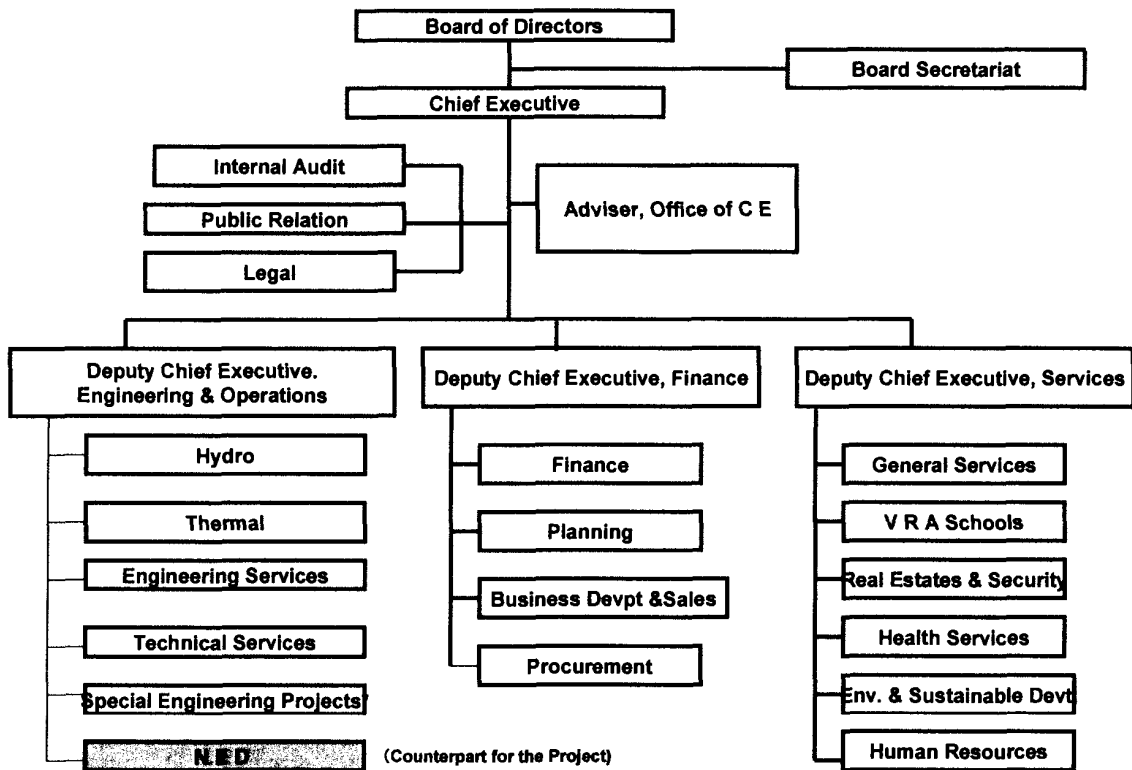 Board of Directors
Board Secretariat
Chief Executive
Internal Audit
Public Relation
Legal
Adviser, Office of C E
Deputy Chief Executive.
Engineering & Operations
Hydro
Thermal
Engineering Services
Technical Services
Special Engineering Projects
N.E D
(Counterpart for the Project)
Deputy Chief Executive, Finance
Finance
Planning
Business Devpt &Sales
Procurement
Deputy Chief Executive, Services
General Services
V R A Schools
Real Estates & Security
Health Services
Env. & Sustainable Devt.
Human Resources